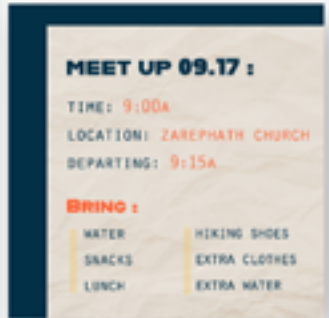 MEET UP 09.17 :
TIME: 9:00A
LOCATION: ZAREPHATH CHURCH
DEPARTING: 9:15A
BRING :
WATER
SNACKS
LUNCH
HIKING SHOES
EXTRA CLOTHES
EXTRA WATER